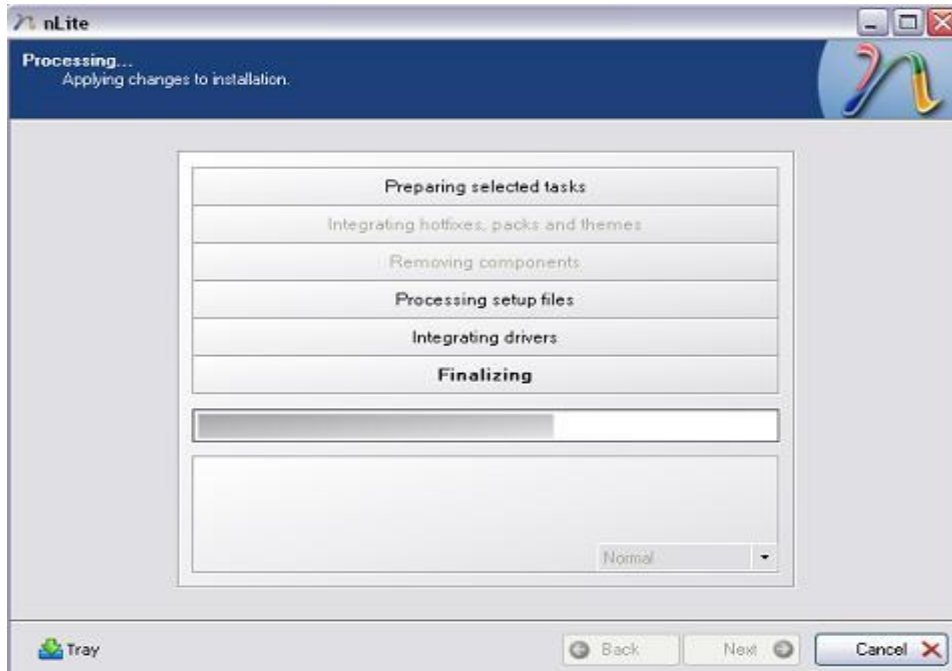 nLite
Processing...
Applying changes to installation.
Preparing selected tasks
Integrating hotfixes, packs and themes
Removing components
Processing setup files
Integrating drivers
Finalizing
Normal
Tray
Back
Next
Cancel